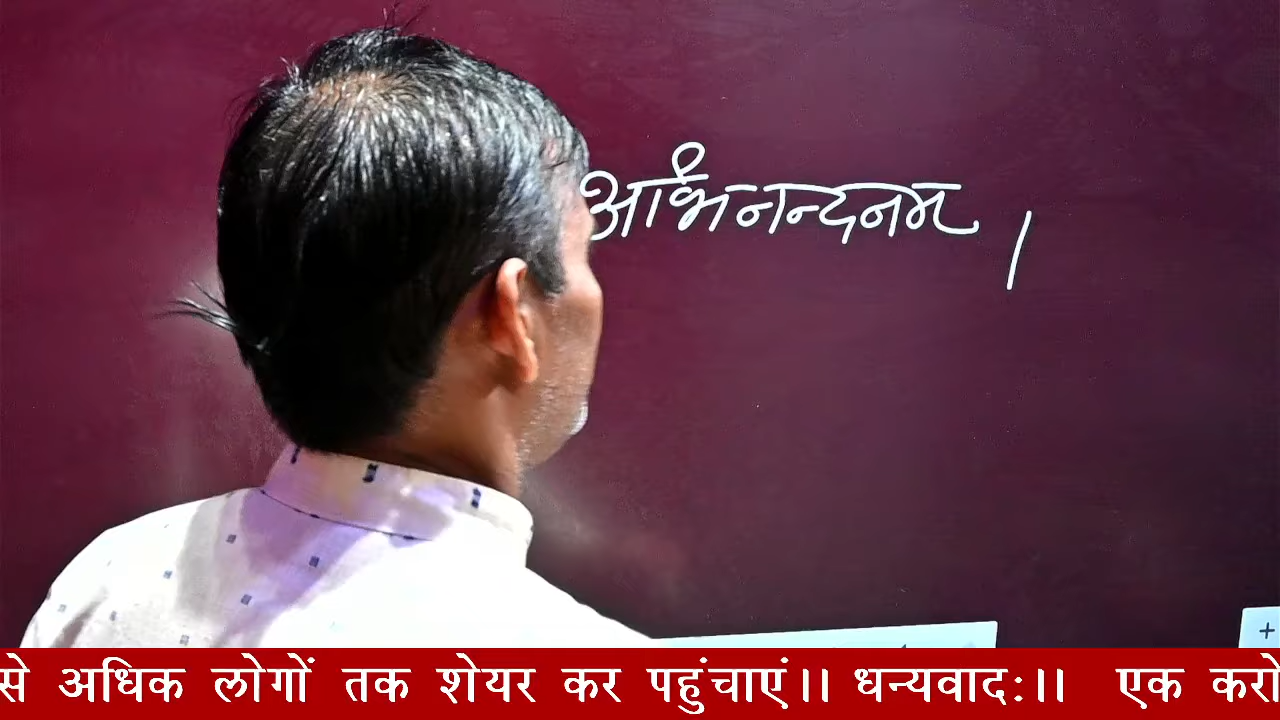 अभिनन्दनम् ।
से अधिक लोगों तक शेयर कर पहुंचाएं।। धन्यवादः।। एक करो
+